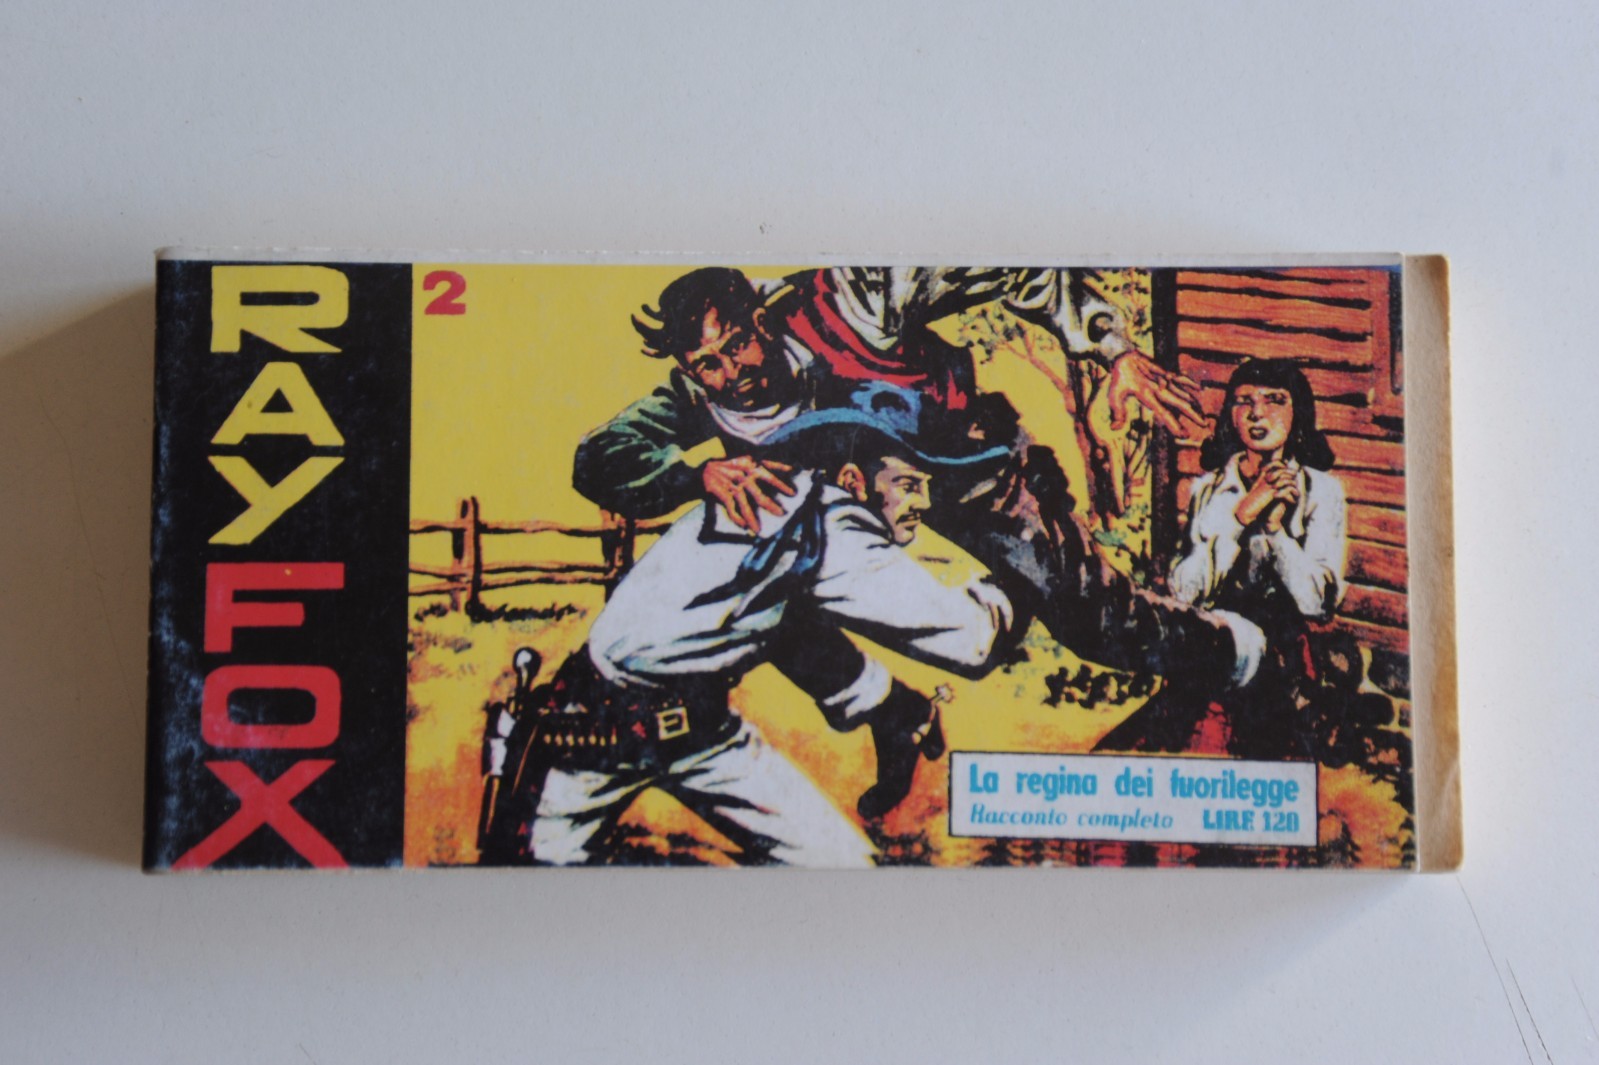 RAY FOX
2
La regina dei fuorilegge
Racconto completo LIRE 120